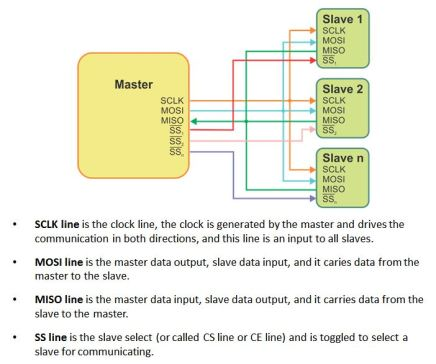 Slave 1
SCLK
MOSI
MISO
SS₁
Master
SCLK
MOSI
MISO
SS₁
SS₂
SSₙ
Slave 2
SCLK
MOSI
MISO
SS₂
Slave n
SCLK
MOSI
MISO
SSₙ
• SCLK line is the clock line, the clock is generated by the master and drives the
communication in both directions, and this line is an input to all slaves.
• MOSI line is the master data output, slave data input, and it caries data from the
master to the slave.
• MISO line is the master data input, slave data output, and it carries data from the
slave to the master.
• SS line is the slave select (or called CS line or CE line) and is toggled to select a
slave for communicating.